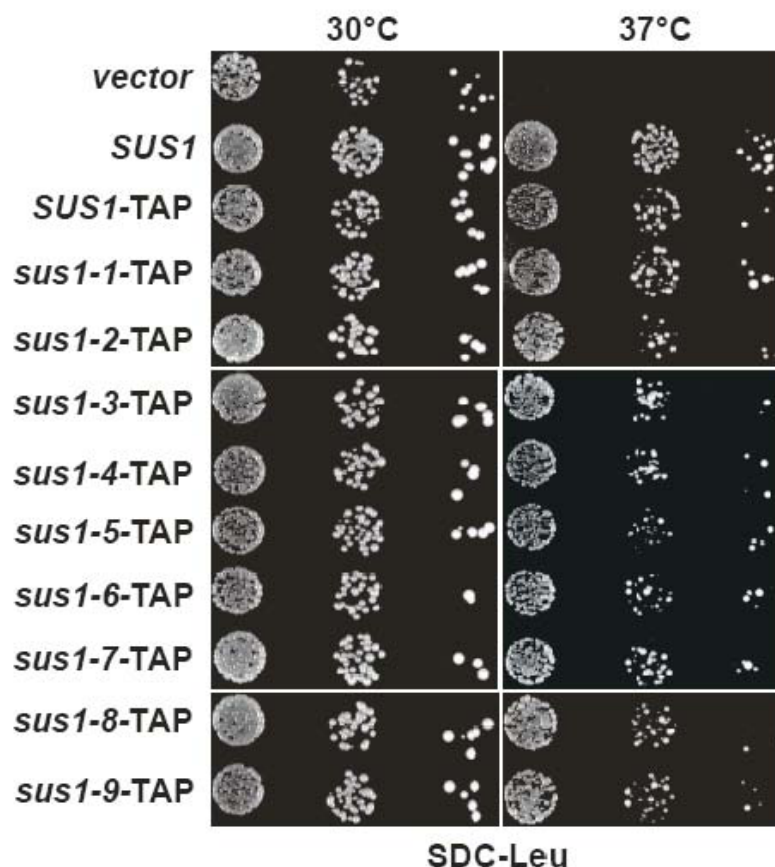 30°C 37°C
vector
SUS1
SUS1-TAP
sus1-1-TAP
sus1-2-TAP
sus1-3-TAP
sus1-4-TAP
sus1-5-TAP
sus1-6-TAP
sus1-7-TAP
sus1-8-TAP
sus1-9-TAP
SDC-Leu